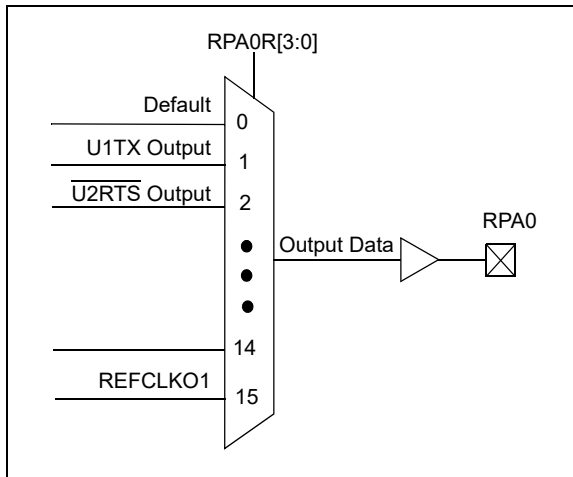 RPA0R[3:0]
Default
0
U1TX Output
1
U2RTS Output
2
RPA0
Output Data
14
REFCLKO1
15